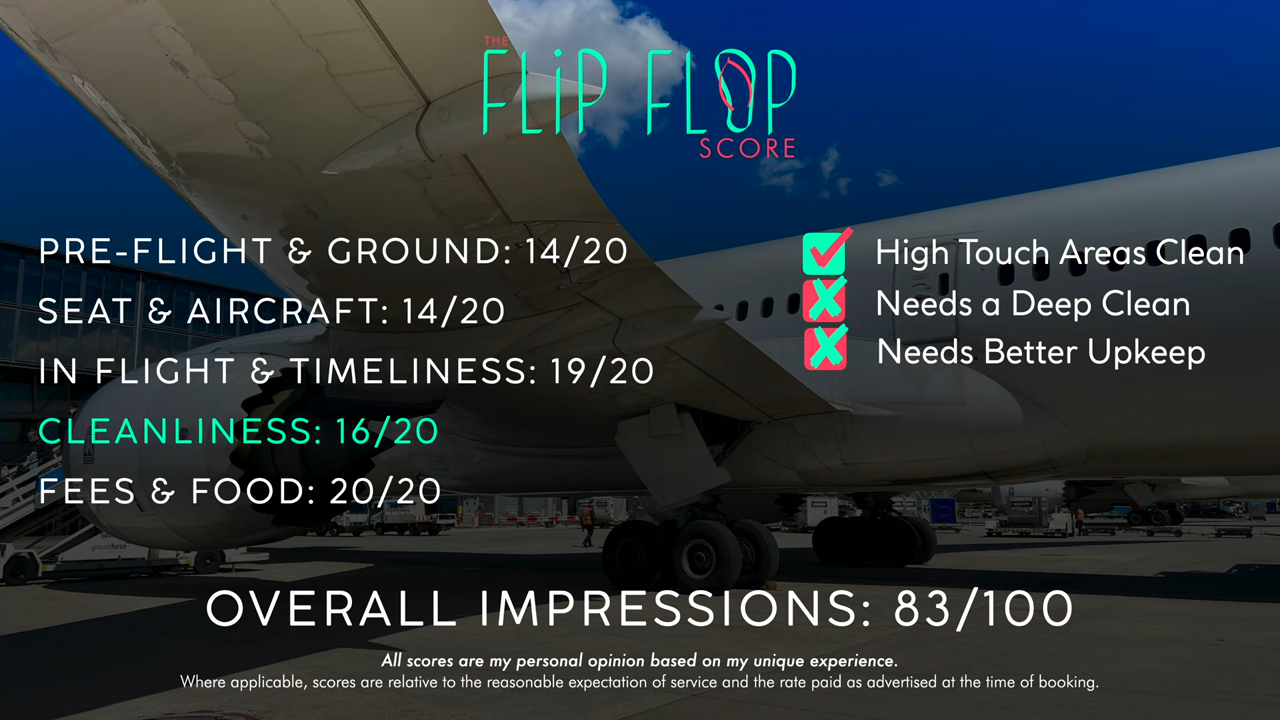 THE
FLiP FLOP
SCORE
PRE-FLIGHT & GROUND: 14/20
SEAT & AIRCRAFT: 14/20
IN FLIGHT & TIMELINESS: 19/20
CLEANLINESS: 16/20
FEES & FOOD: 20/20
High Touch Areas Clean
Needs a Deep Clean
Needs Better Upkeep
groundforce
OVERALL IMPRESSIONS: 83/100
All scores are my personal opinion based on my unique experience.
Where applicable, scores are relative to the reasonable expectation of service and the rate paid as advertised at the time of booking.